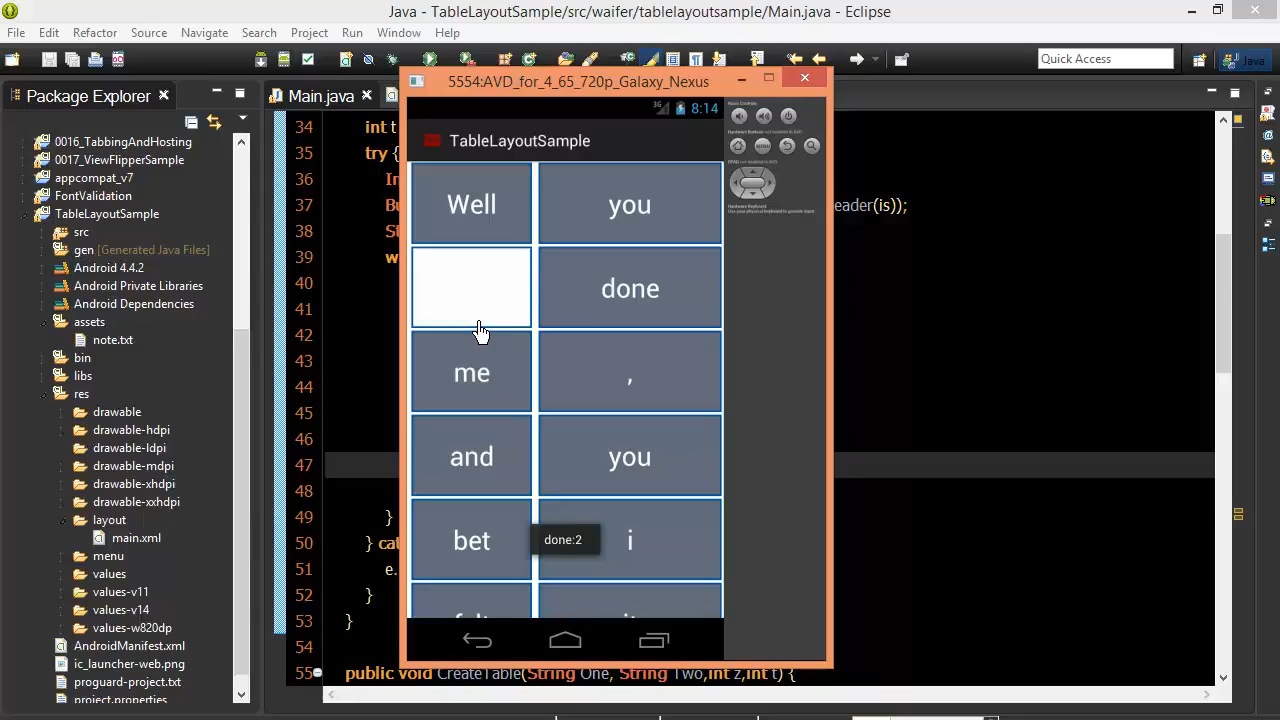 Java - TableLayoutSample/src/waifer/tablelayoutsample/Main.java - Eclipse
File Edit Refactor Source Navigate Search Project Run Window Help
Quick Access
Java
Package Explorer
Main.java
5554:AVD_for_4_65_720p_Galaxy_Nexus
3G 8:14
TableLayoutSample
Well you
done
me ,
and you
bet i
done:2
0016_TabbingAndHosting
0017_ViewFlipperSample
appcompat_v7
FontValidation
TableLayoutSample
src
gen [Generated Java Files]
Android 4.4.2
Android Private Libraries
Android Dependencies
assets
note.txt
bin
libs
res
drawable
drawable-hdpi
drawable-ldpi
drawable-mdpi
drawable-xhdpi
drawable-xxhdpi
layout
main.xml
menu
values
values-v11
values-v14
values-w820dp
AndroidManifest.xml
ic_launcher-web.png
proguard-project.txt
project.properties
34 int t
35 try {
36 In
37 Bu eader(is));
38 St
39 w
40
41
42
43
44
45
46
47
48
49 }
50 } cat
51 e.
52 }
53 }
54
55 public void CreateTable(String One, String Two,int z,int t) {